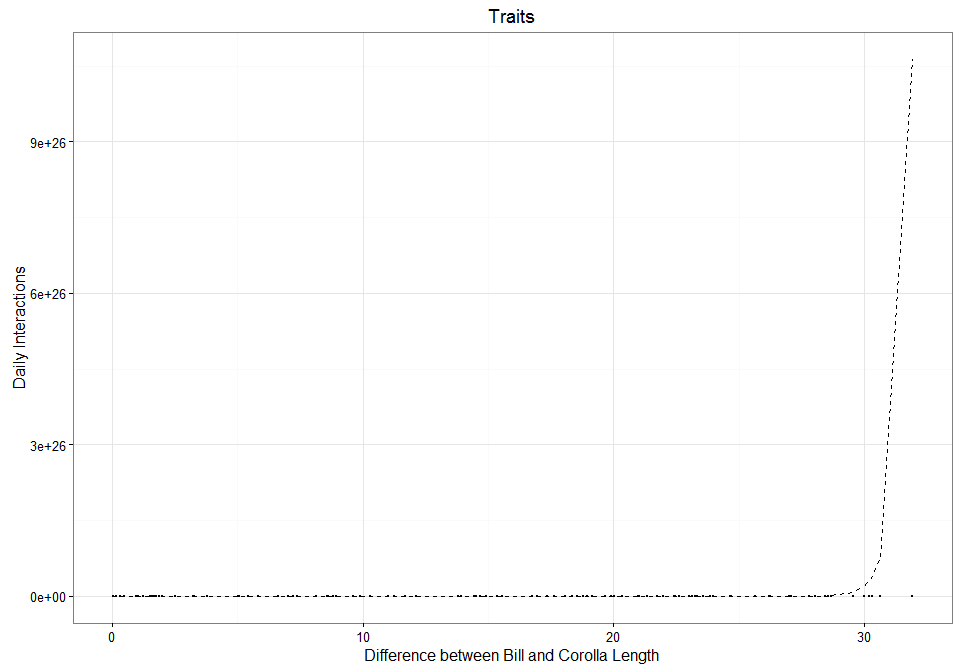 Traits
Daily Interactions
9e+26
6e+26
3e+26
0e+00
0 10 20 30
Difference between Bill and Corolla Length